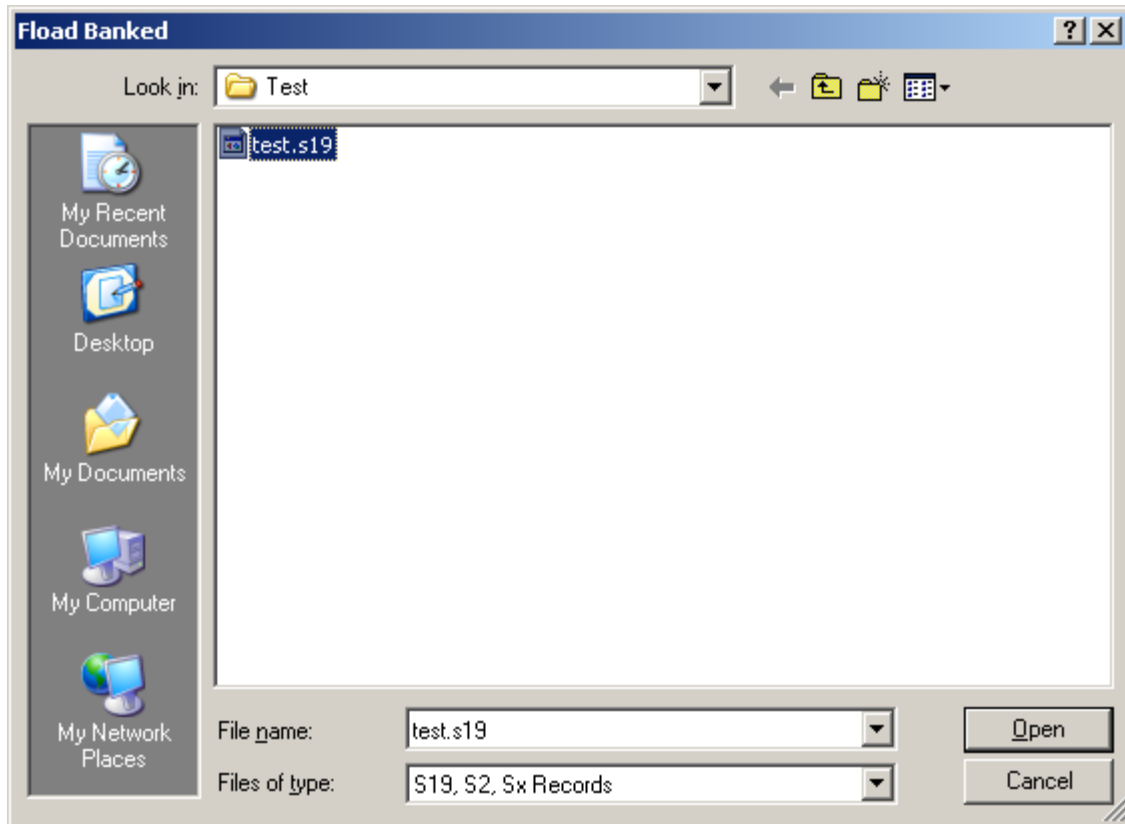 Fload Banked
Look in: Test
test.s19
My Recent
Documents
Desktop
My Documents
My Computer
My Network
Places
File name: test.s19 Open
Files of type: S19, S2, Sx Records Cancel